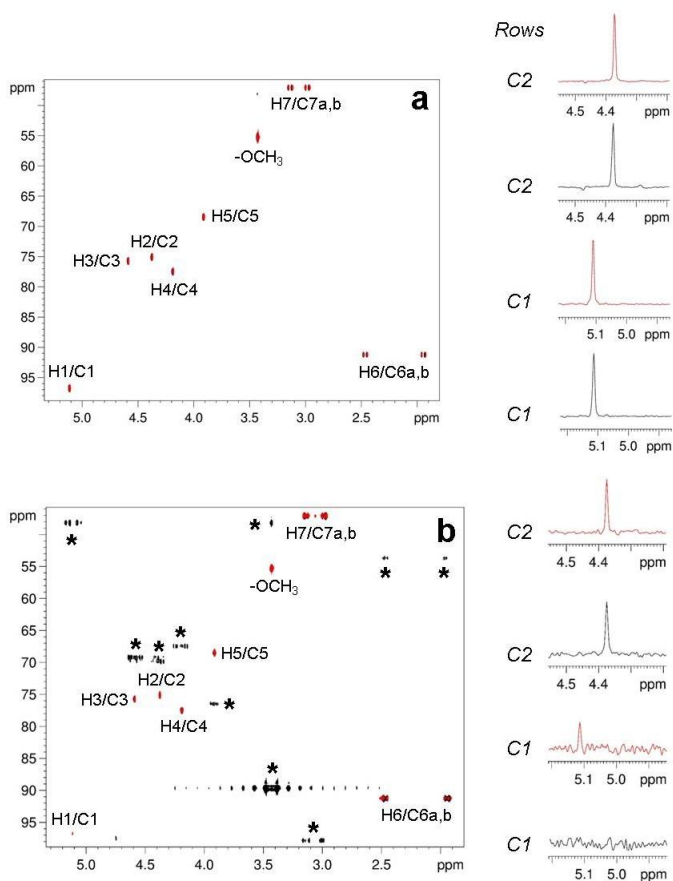 Rows
a
ppm
55
60
65
70
75
80
85
90
95
H7/C7a,b
-OCH₃
H5/C5
H2/C2
H3/C3
H4/C4
H1/C1
H6/C6a,b
5.0 4.5 4.0 3.5 3.0 2.5 ppm
b
ppm
55
60
65
70
75
80
85
90
95
* * * *
H7/C7a,b
-OCH₃
* * *
H5/C5
H2/C2
H3/C3
*
H4/C4
*
H6/C6a,b
H1/C1
*
5.0 4.5 4.0 3.5 3.0 2.5 ppm
C2
4.5 4.4 ppm
C2
4.5 4.4 ppm
C1
5.1 5.0 ppm
C1
5.1 5.0 ppm
C2
4.5 4.4 ppm
C2
4.5 4.4 ppm
C1
5.1 5.0 ppm
C1
5.1 5.0 ppm